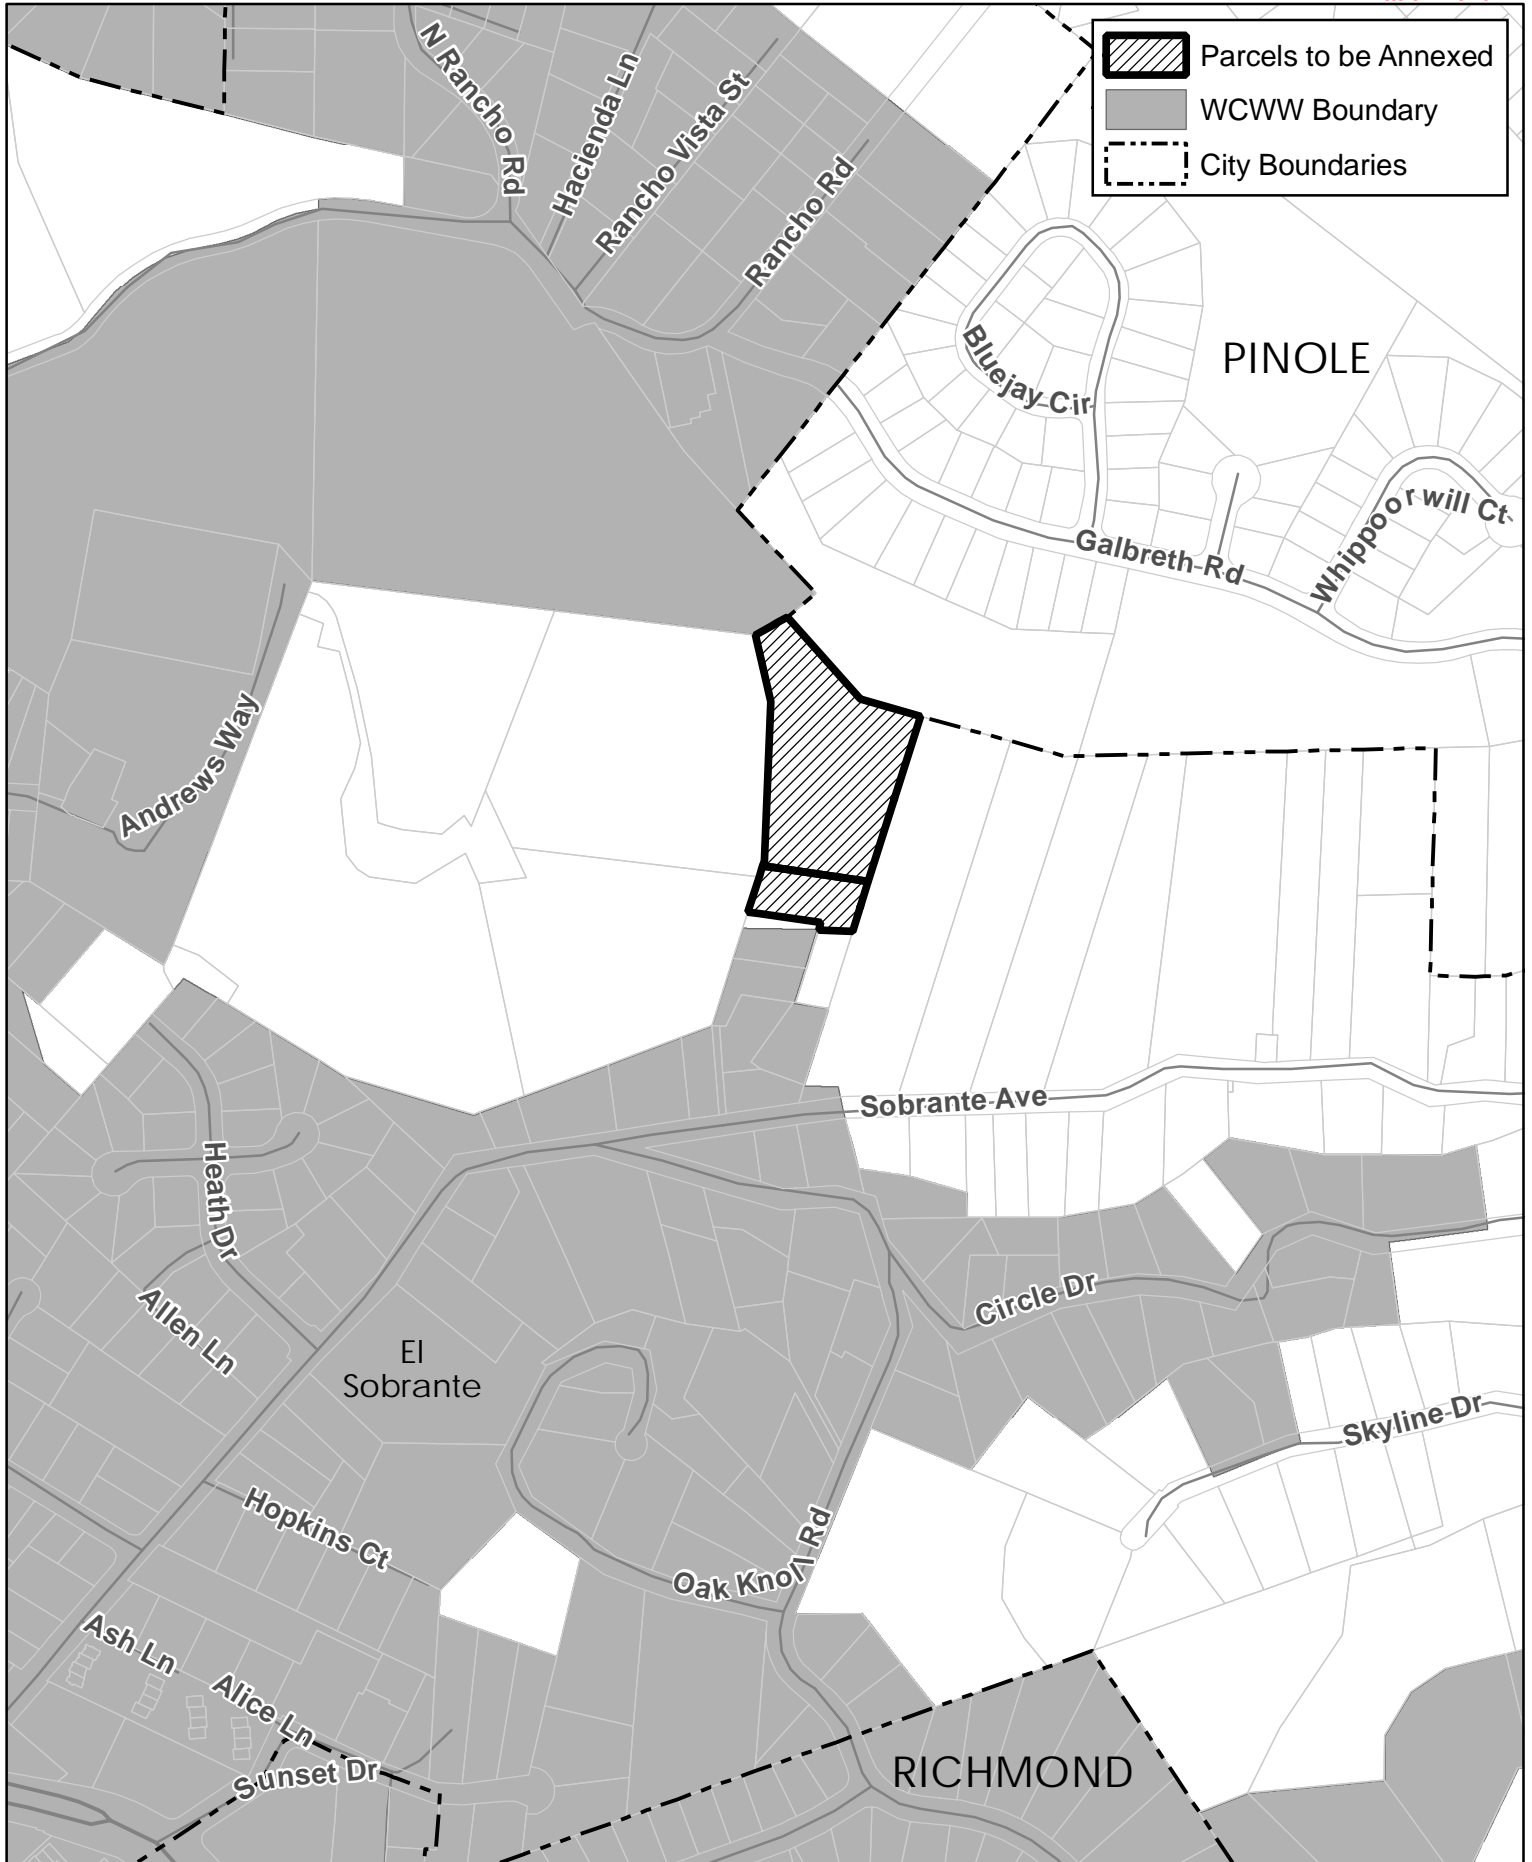 Parcels to be Annexed
WCWW Boundary
City Boundaries
N Rancho Rd
Hacienda Ln
Rancho Vista St
Rancho Rd
Bluejay Cir
PINOLE
Whippoorwill Ct
Galbreth Rd
Andrews Way
Sobrante Ave
Heath Dr
Circle Dr
Allen Ln
El
Sobrante
Skyline Dr
Hopkins Ct
Oak Knoll Rd
Ash Ln
Alice Ln
Sunset Dr
RICHMOND